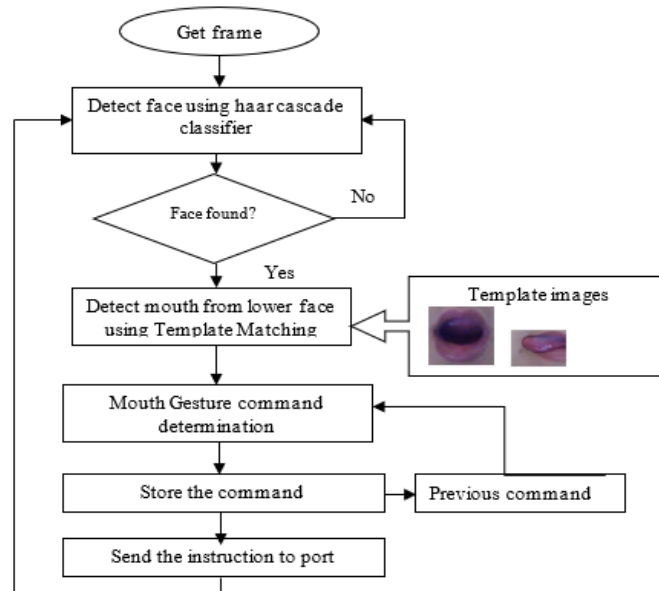 Get frame
Detect face using haar cascade
classifier
Face found?
No
Yes
Detect mouth from lower face
using Template Matching
Template images
Mouth Gesture command
determination
Store the command
Previous command
Send the instruction to port